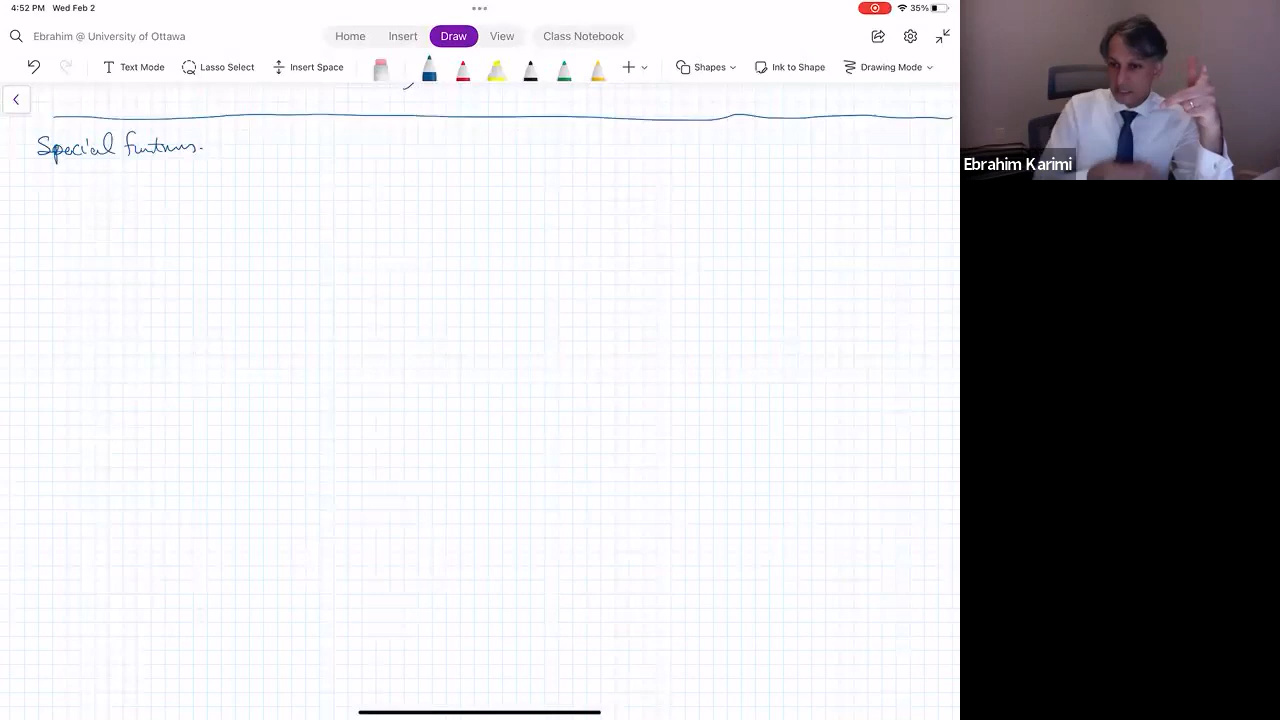 4:52 PM Wed Feb 2
35%
Ebrahim @ University of Ottawa
Home Insert Draw View Class Notebook
Text Mode Lasso Select Insert Space Shapes Ink to Shape Drawing Mode
Special functions.
Ebrahim Karimi